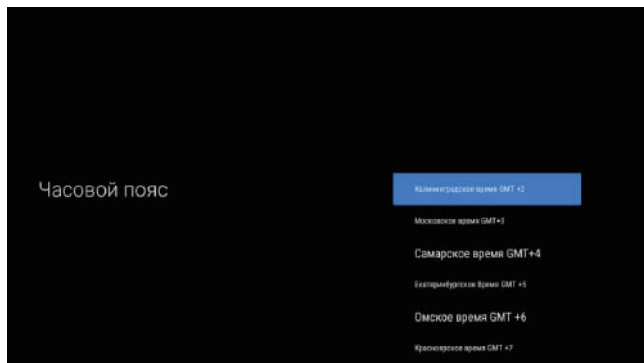 Часовой пояс
Калининградское время GMT +2
Московское время GMT+3
Самарское время GMT+4
Екатеринбургское Время GMT +5
Омское время GMT +6
Красноярское время GMT +7